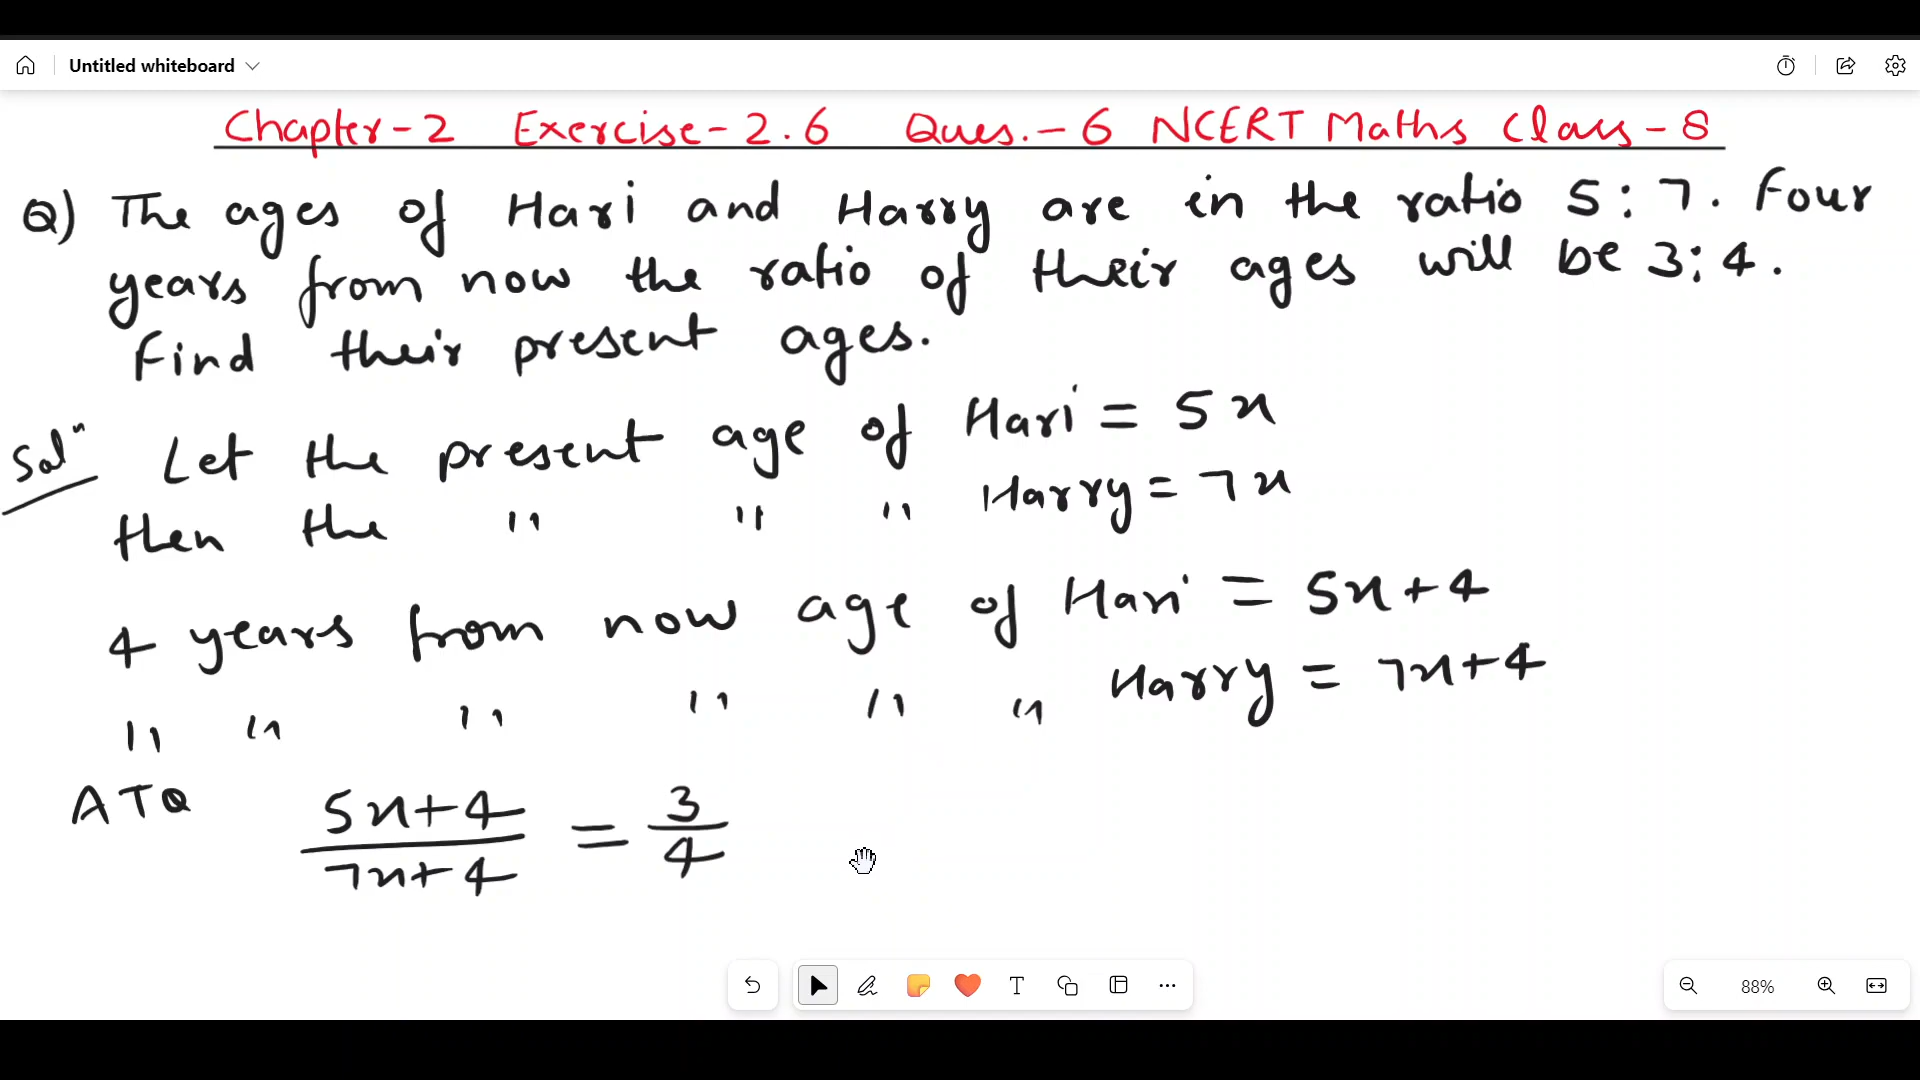 Untitled whiteboard
Chapter-2 Exercise-2.6 Ques.-6 NCERT Maths Class-8
Q) The ages of Hari and Harry are in the ratio 5:7. Four
years from now the ratio of their ages will be 3:4.
Find their present ages.
Solⁿ Let the present age of Hari = 5x
then the " " " Harry = 7x
4 years from now age of Hari = 5x+4
" " " " " " Harry = 7x+4
ATQ (5x+4)/(7x+4) = 3/4
88%